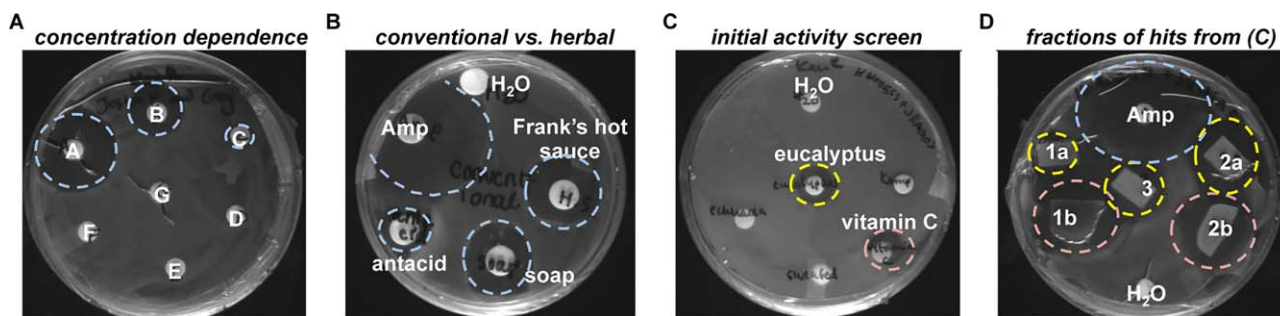 A
concentration dependence
A
B
C
D
E
F
G
B
conventional vs. herbal
H₂O
Amp
Frank's hot
sauce
H.S
antacid
soap
soap
C
initial activity screen
H₂O
eucalyptus
vitamin C
D
fractions of hits from (C)
Amp
1a
2a
3
1b
2b
H₂O